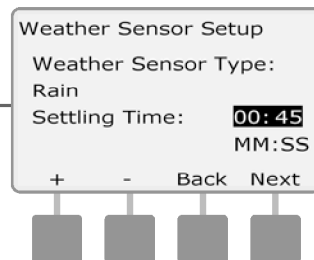 Weather Sensor Setup
Weather Sensor Type:
Rain
Settling Time: 00:45
MM:SS
+ - Back Next